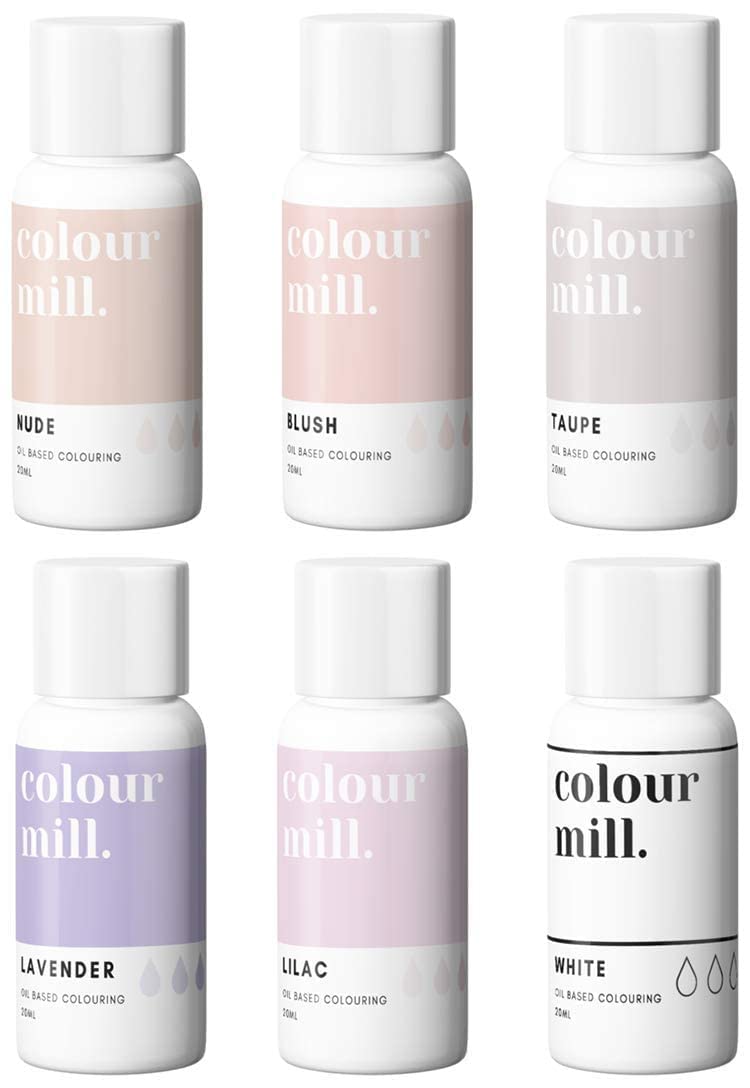 colour
mill.
NUDE
OIL BASED COLOURING
20ML
colour
mill.
BLUSH
OIL BASED COLOURING
20ML
colour
mill.
TAUPE
OIL BASED COLOURING
20ML
colour
mill.
LAVENDER
OIL BASED COLOURING
20ML
colour
mill.
LILAC
OIL BASED COLOURING
20ML
colour
mill.
WHITE
OIL BASED COLOURING
20ML